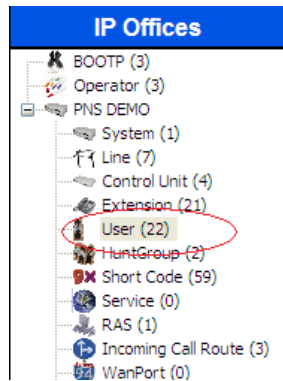 IP Offices
BOOTP (3)
Operator (3)
PNS DEMO
System (1)
Line (7)
Control Unit (4)
Extension (21)
User (22)
HuntGroup (2)
Short Code (59)
Service (0)
RAS (1)
Incoming Call Route (3)
WanPort (0)